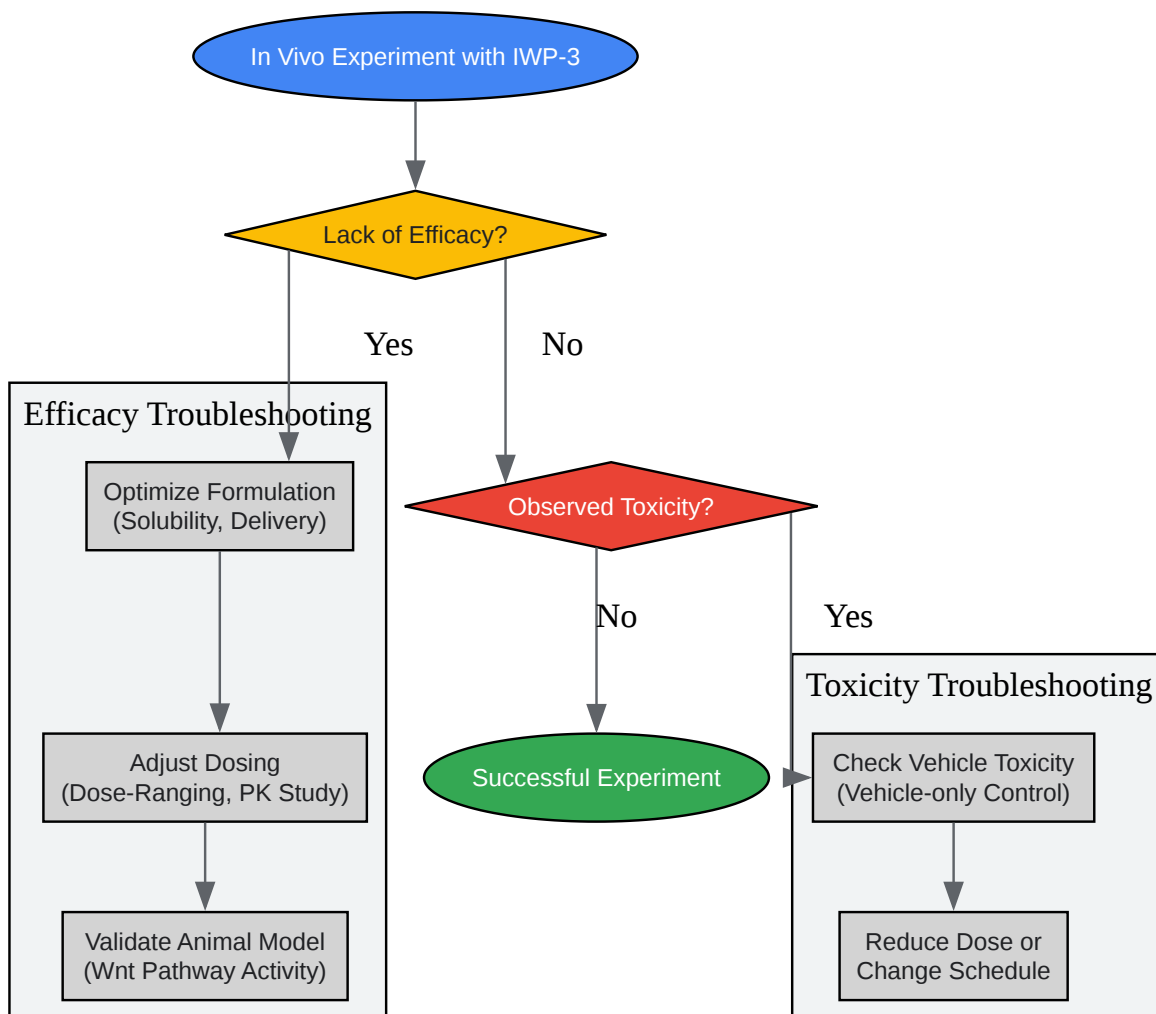 In Vivo Experiment with IWP-3
Lack of Efficacy?
Yes
No
Efficacy Troubleshooting
Optimize Formulation
(Solubility, Delivery)
Observed Toxicity?
No
Yes
Toxicity Troubleshooting
Adjust Dosing
(Dose-Ranging, PK Study)
Successful Experiment
Check Vehicle Toxicity
(Vehicle-only Control)
Validate Animal Model
(Wnt Pathway Activity)
Reduce Dose or
Change Schedule